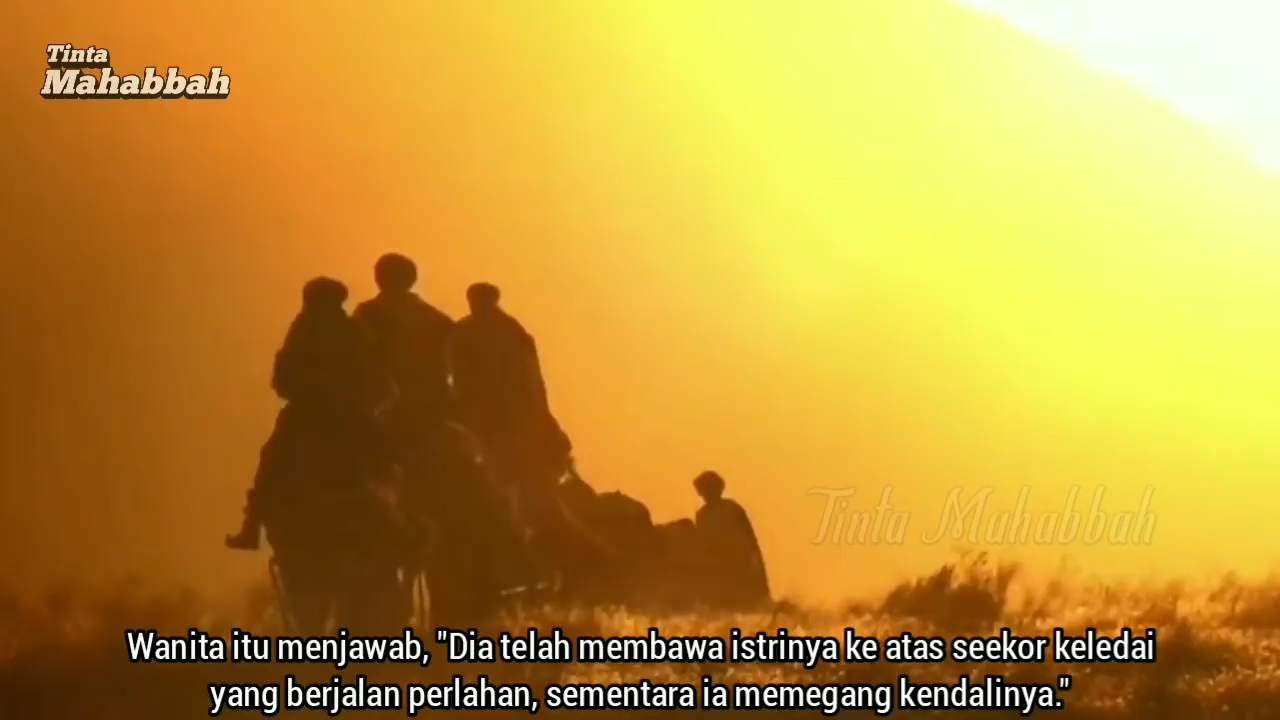 Tinta
Mahabbah
Tinta Mahabbah
Wanita itu menjawab, "Dia telah membawa istrinya ke atas seekor keledai
yang berjalan perlahan, sementara ia memegang kendalinya."